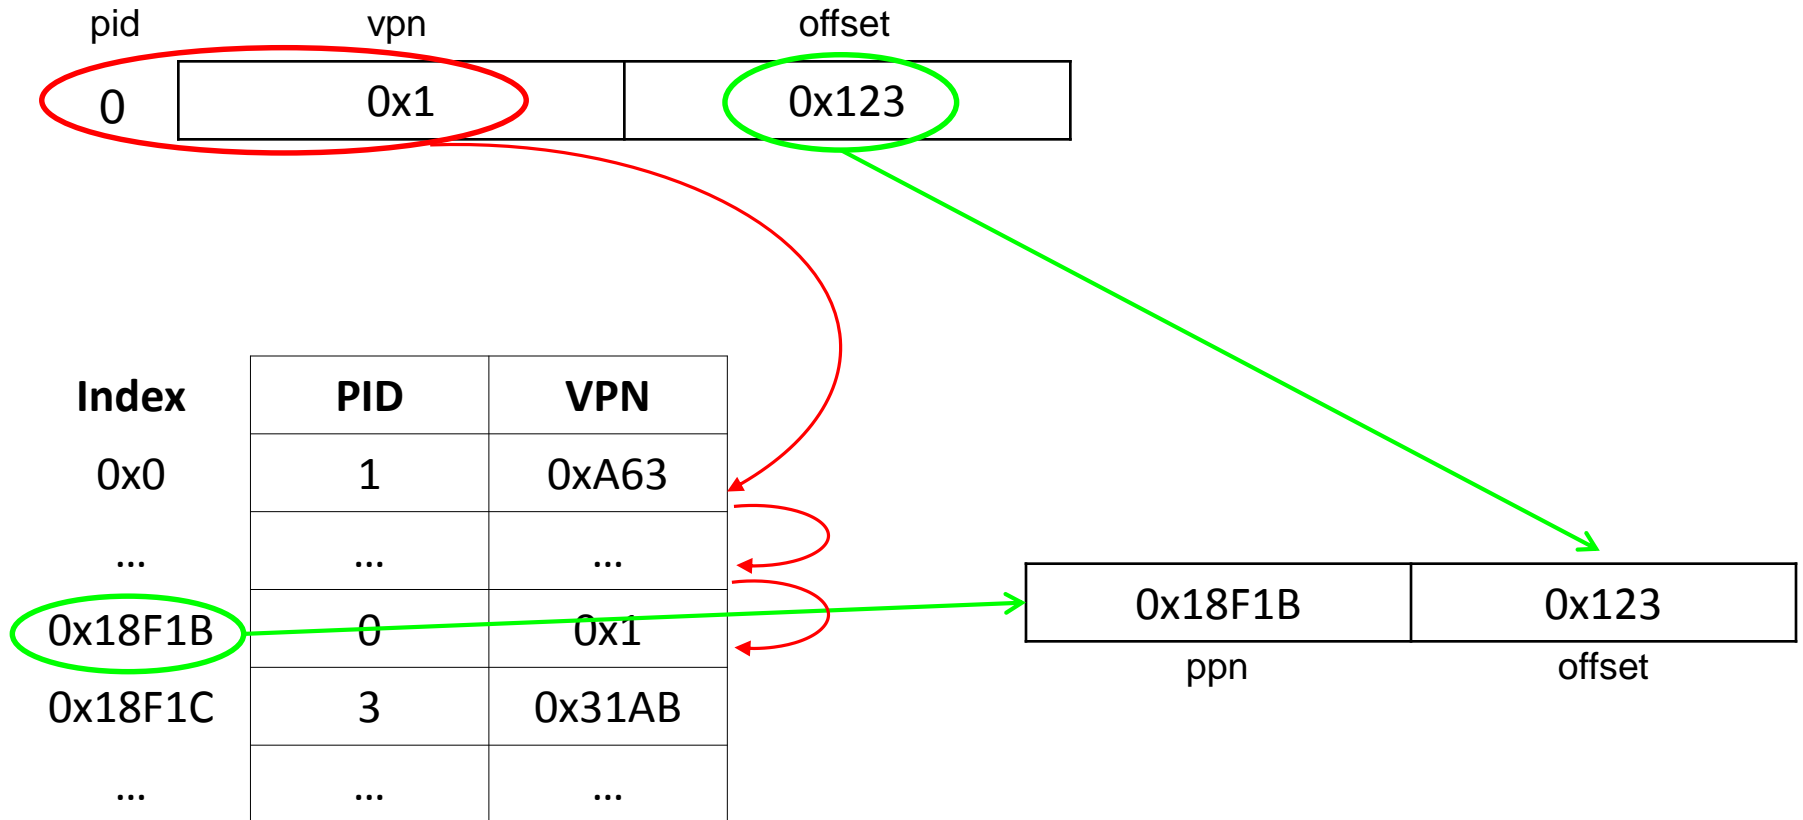 pid vpn offset
0 0x1 0x123
Index PID VPN
0x0 1 0xA63
... ... ...
0x18F1B 0 0x1 0x18F1B 0x123
ppn offset
0x18F1C 3 0x31AB
... ... ...